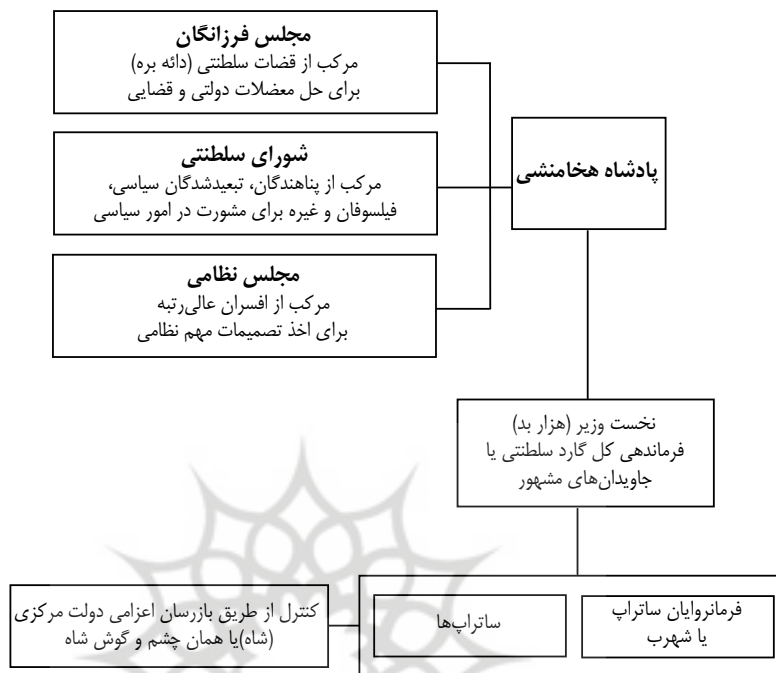 مجلس فرزانگان
مرکب از قضات سلطنتی (دائه بره)
برای حل معضلات دولتی و قضایی
پادشاه هخامنشی
شورای سلطنتی
مرکب از پناهندگان، تبعیدشدگان سیاسی،
فیلسوفان و غیره برای مشورت در امور سیاسی
مجلس نظامی
مرکب از افسران عالی‌رتبه
برای اخذ تصمیمات مهم نظامی
نخست وزیر (هزار بد)
فرماندهی کل گارد سلطنتی یا
جاویدان‌های مشهور
فرمانروایان ساتراپ
یا شهرب
ساتراپ‌ها
کنترل از طریق بازرسان اعزامی دولت مرکزی
(شاه)یا همان چشم و گوش شاه